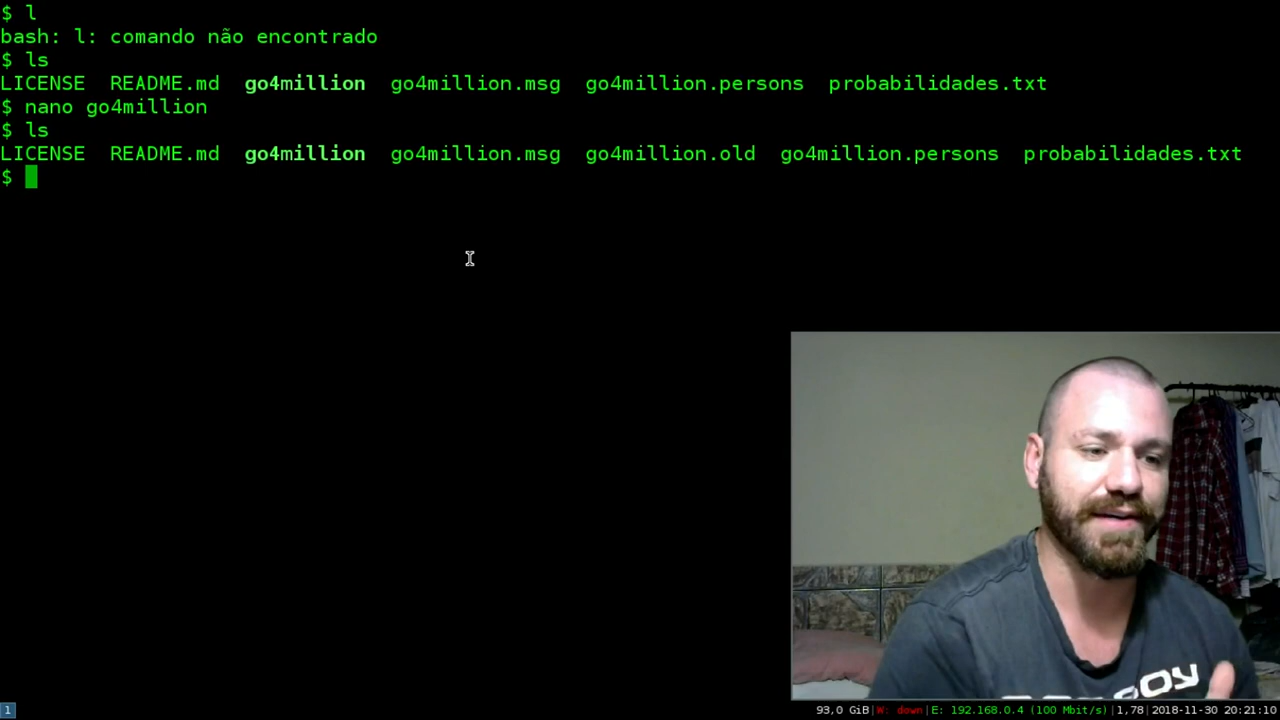 $ l
bash: l: comando não encontrado
$ ls
LICENSE  README.md  go4million  go4million.msg  go4million.persons  probabilidades.txt
$ nano go4million
$ ls
LICENSE  README.md  go4million  go4million.msg  go4million.old  go4million.persons  probabilidades.txt
$
1
93,0 GiB|W: down|E: 192.168.0.4 (100 Mbit/s)|1,78|2018-11-30 20:21:10